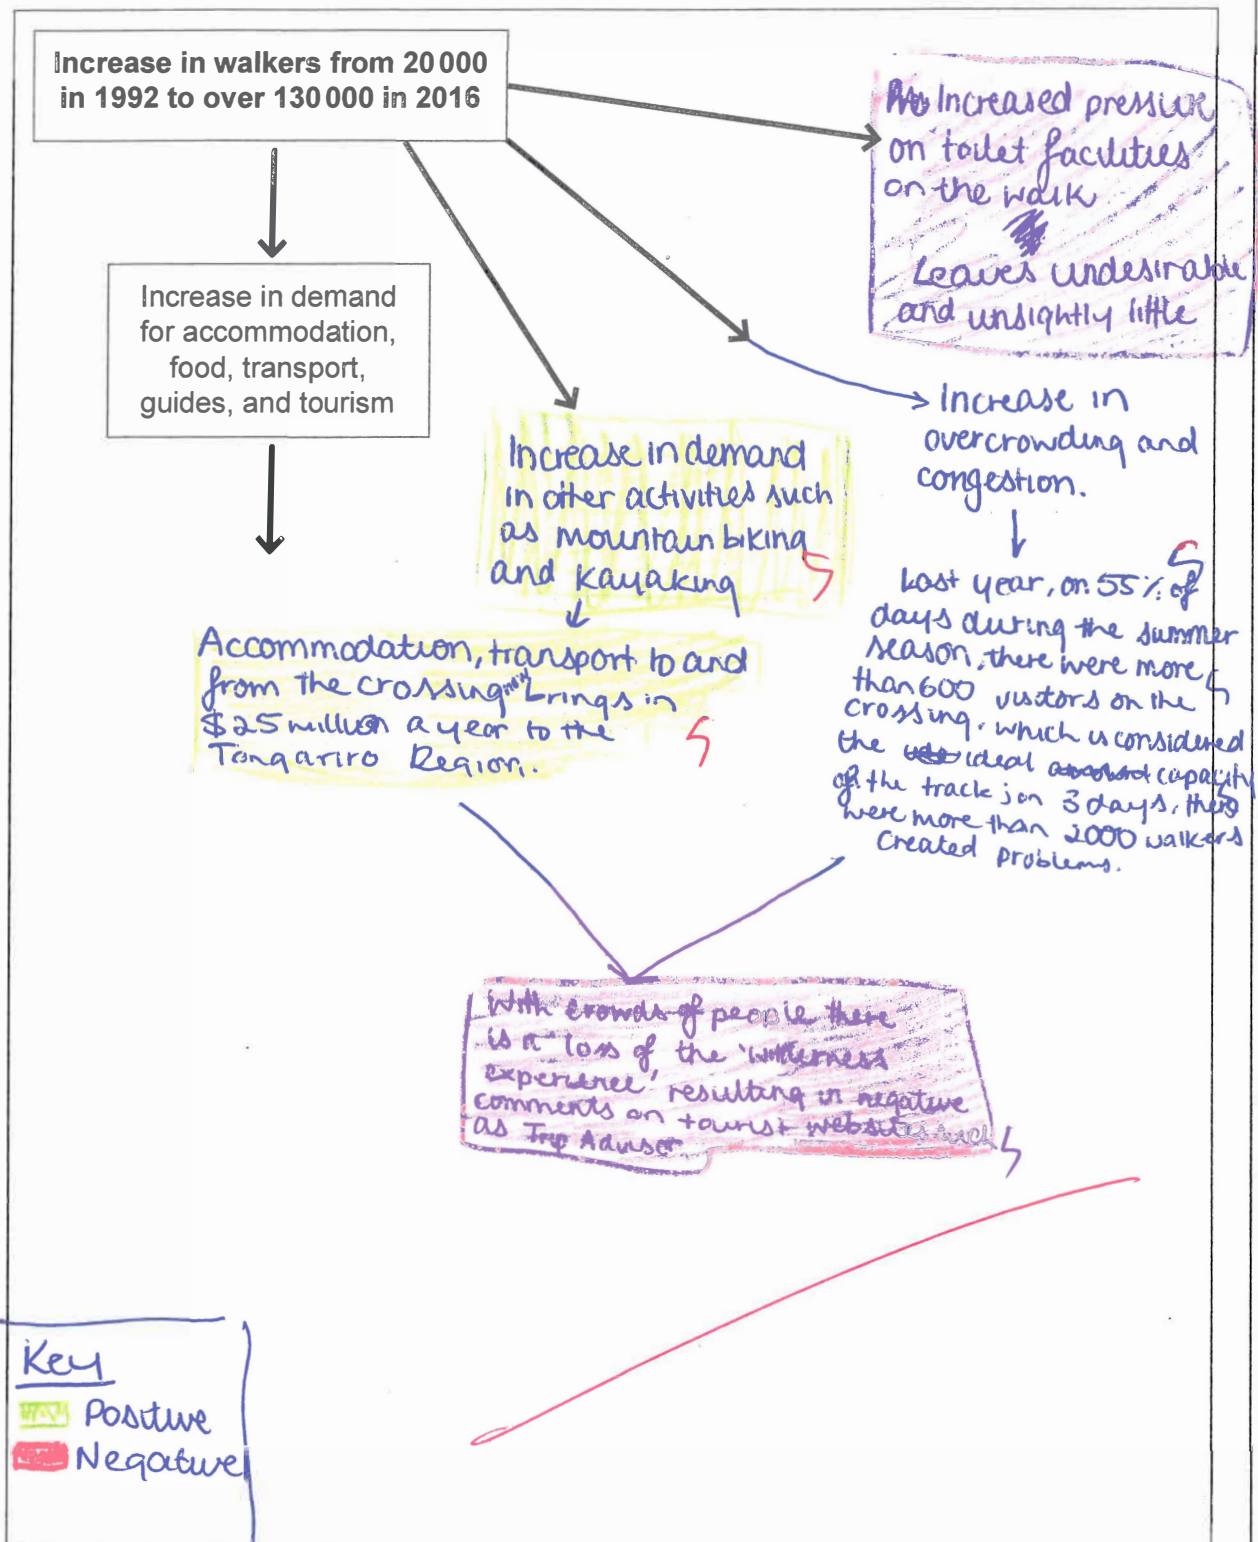 Increase in walkers from 20 000
in 1992 to over 130 000 in 2016
Increased pressure
on toilet facilities
on the walk
Leaves undesirable
and unsightly little
Increase in demand
for accommodation,
food, transport,
guides, and tourism
Increase in demand
in other activities such
as mountain biking
and kayaking
Increase in
overcrowding and
congestion.
Last year, on 55% of
days during the summer
season, there were more
than 600 visitors on the
crossing, which is considered
the ideal capacity
of the track; on 3 days, there
were more than 2000 walkers
created problems.
Accommodation, transport to and
from the crossing brings in
$25 million a year to the
Tongariro Region.
With crowds of people there
is a loss of the 'wilderness
experience', resulting in negative
comments on tourist websites such
as Trip Advisor
Key
Positive
Negative